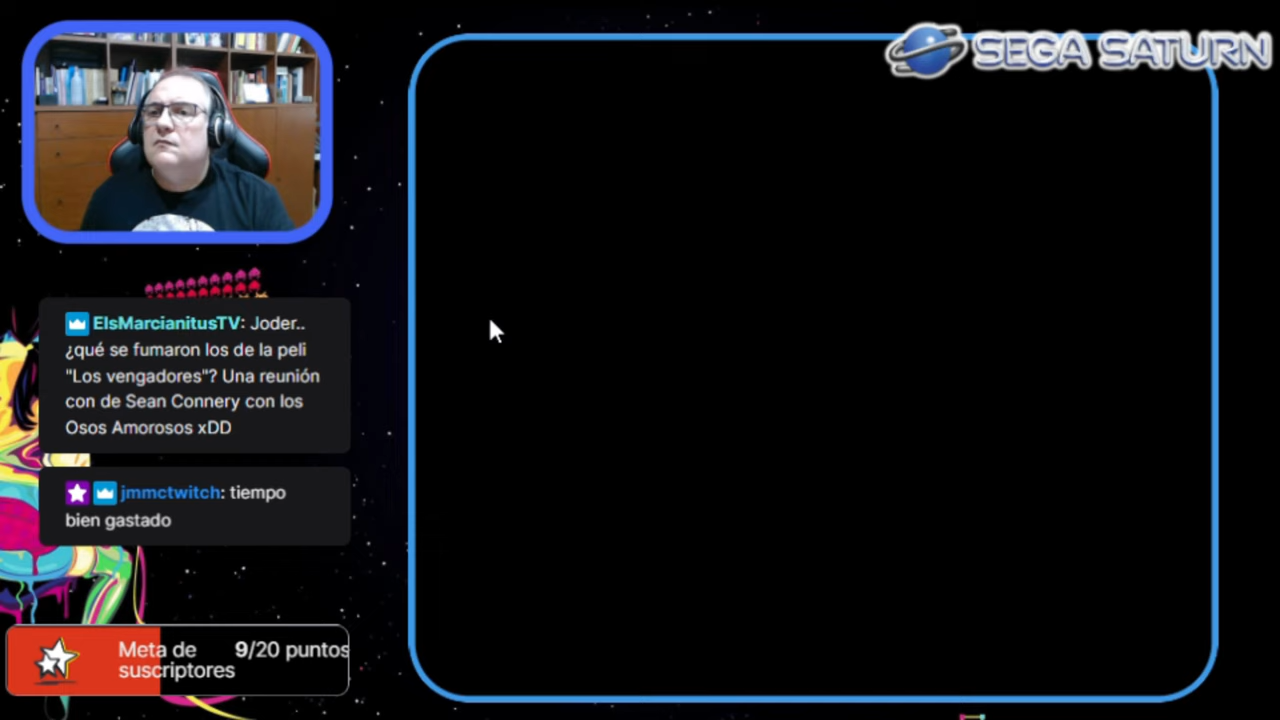 SEGA SATURN
ElsMarcianitusTV: Joder..
¿qué se fumaron los de la peli
"Los vengadores"? Una reunión
con de Sean Connery con los
Osos Amorosos xDD
jmmctwitch: tiempo
bien gastado
Meta de suscriptores
9/20 puntos